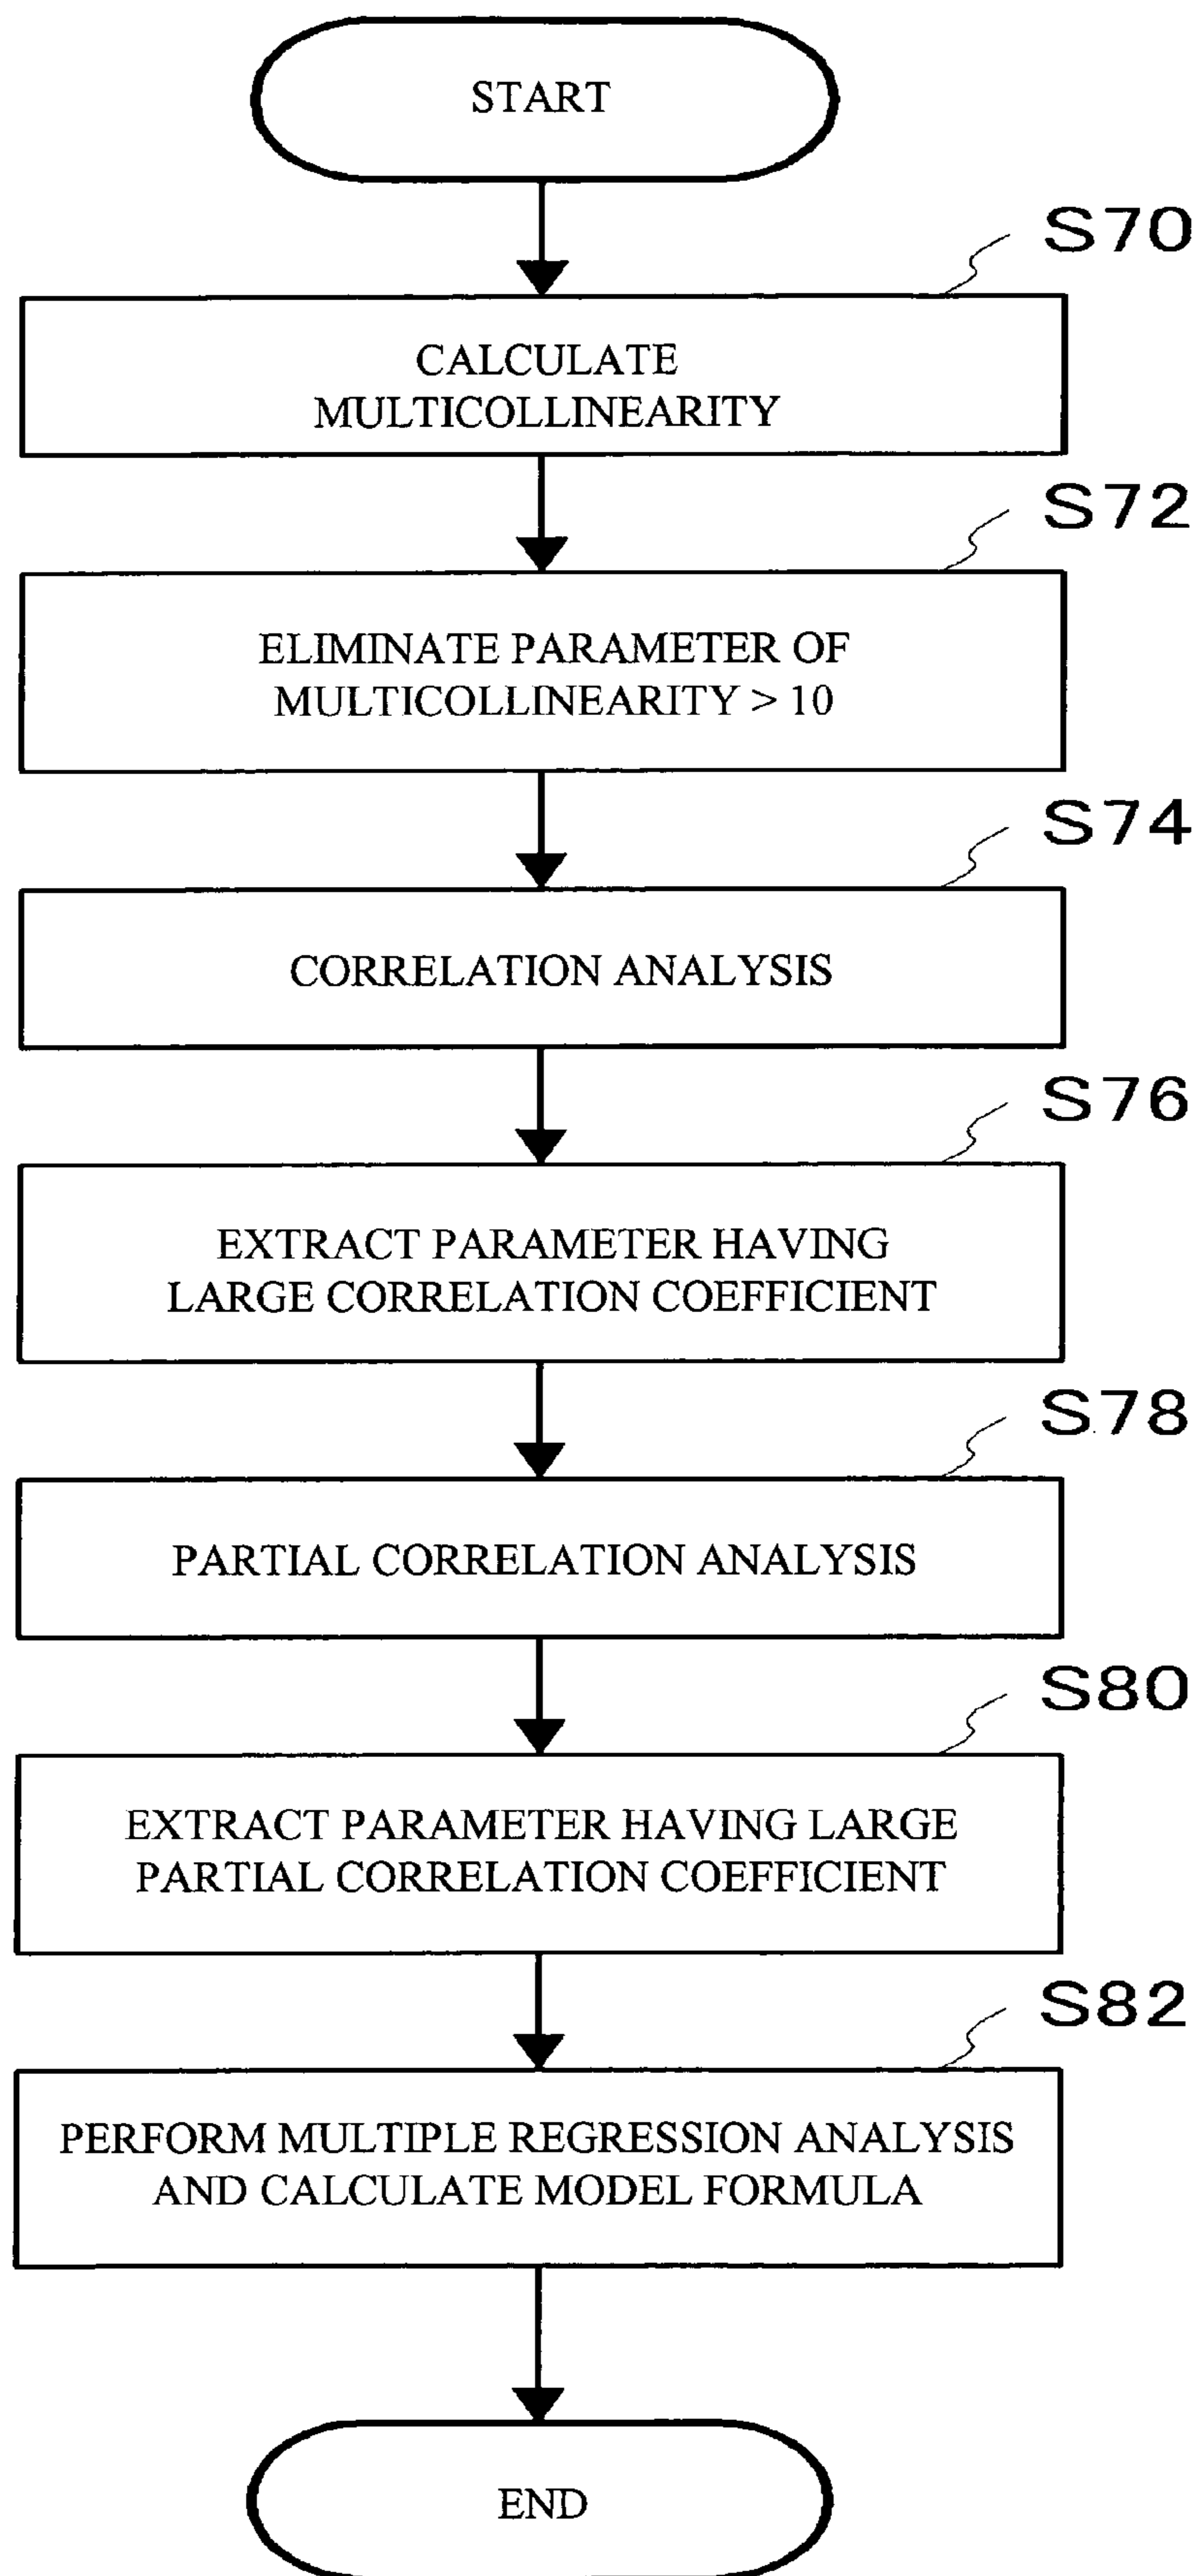 START
S70
CALCULATE
MULTICOLLINEARITY
S72
ELIMINATE PARAMETER OF
MULTICOLLINEARITY > 10
S74
CORRELATION ANALYSIS
S76
EXTRACT PARAMETER HAVING
LARGE CORRELATION COEFFICIENT
S78
PARTIAL CORRELATION ANALYSIS
S80
EXTRACT PARAMETER HAVING LARGE
PARTIAL CORRELATION COEFFICIENT
S82
PERFORM MULTIPLE REGRESSION ANALYSIS
AND CALCULATE MODEL FORMULA
END